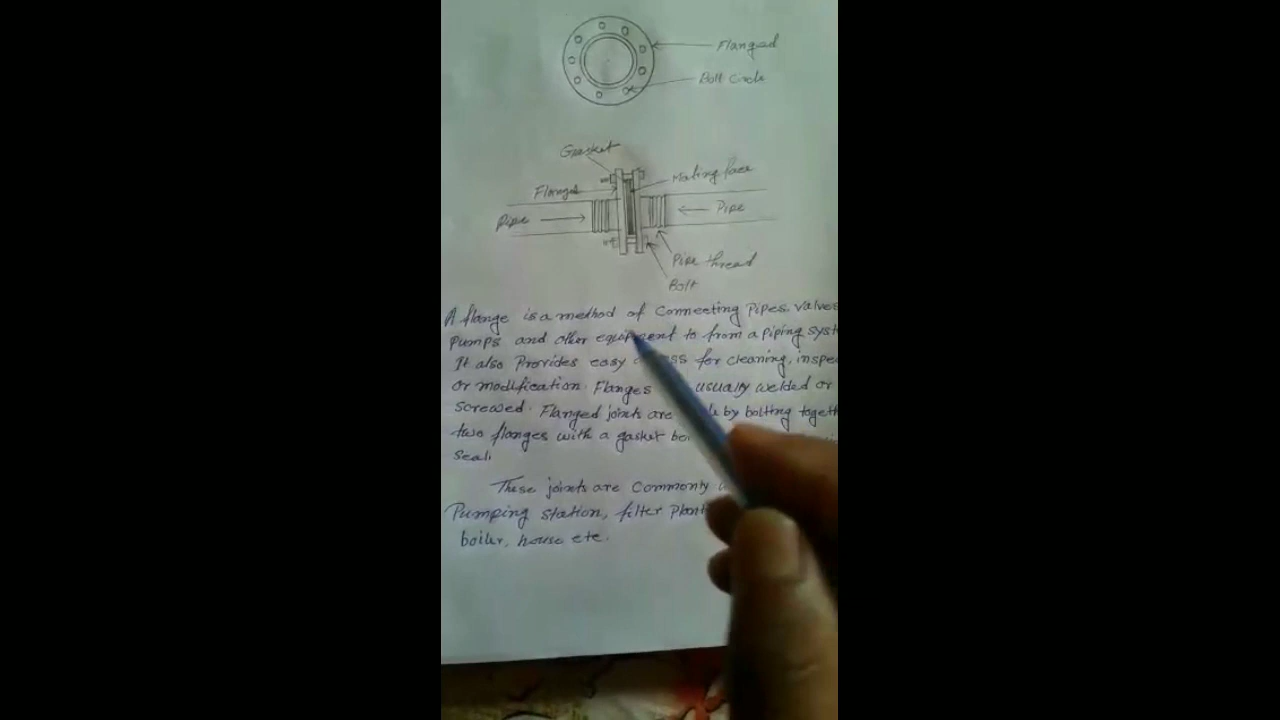 Flanged
Bolt Circle
Gasket
Mating face
Flanged
Pipe
Pipe
Pipe thread
Bolt
A flange is a method of Connecting Pipes. Valves
pumps and other equipment to from a piping syst
It also Provides easy for cleaning, inspe
or modification. Flanges usually welded or
screwed. Flanged joints are by bolting togeth
two flanges with a gasket
Seal.
These joints are Commonly
Pumping station, filter Plant
boiler, house etc.